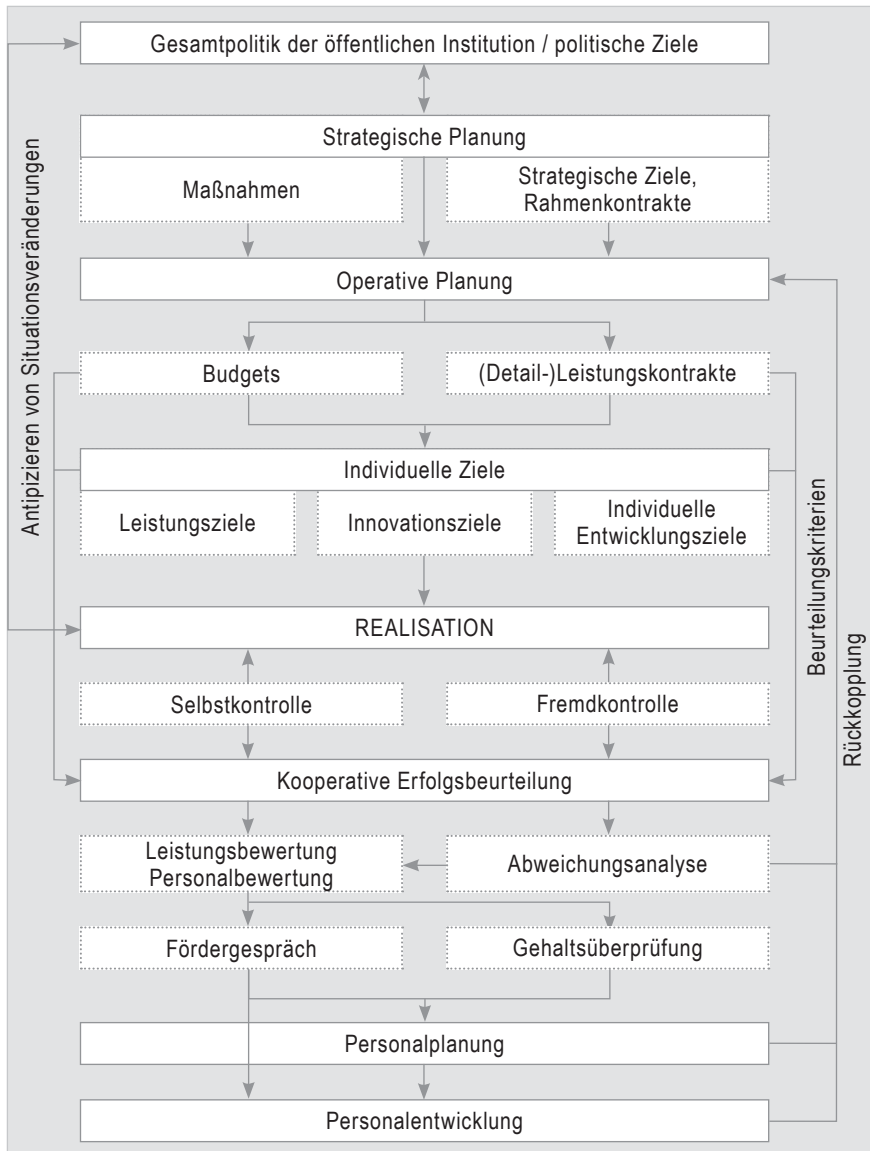 Gesamtpolitik der öffentlichen Institution / politische Ziele
Strategische Planung
Maßnahmen
Strategische Ziele,
Rahmenkontrakte
Operative Planung
Budgets
(Detail-)Leistungskontrakte
Individuelle Ziele
Leistungsziele
Innovationsziele
Individuelle
Entwicklungsziele
REALISATION
Selbstkontrolle
Fremdkontrolle
Kooperative Erfolgsbeurteilung
Leistungsbewertung
Personalbewertung
Abweichungsanalyse
Fördergespräch
Gehaltsüberprüfung
Personalplanung
Personalentwicklung
Antipizieren von Situationsveränderungen
Beurteilungskriterien
Rückkopplung